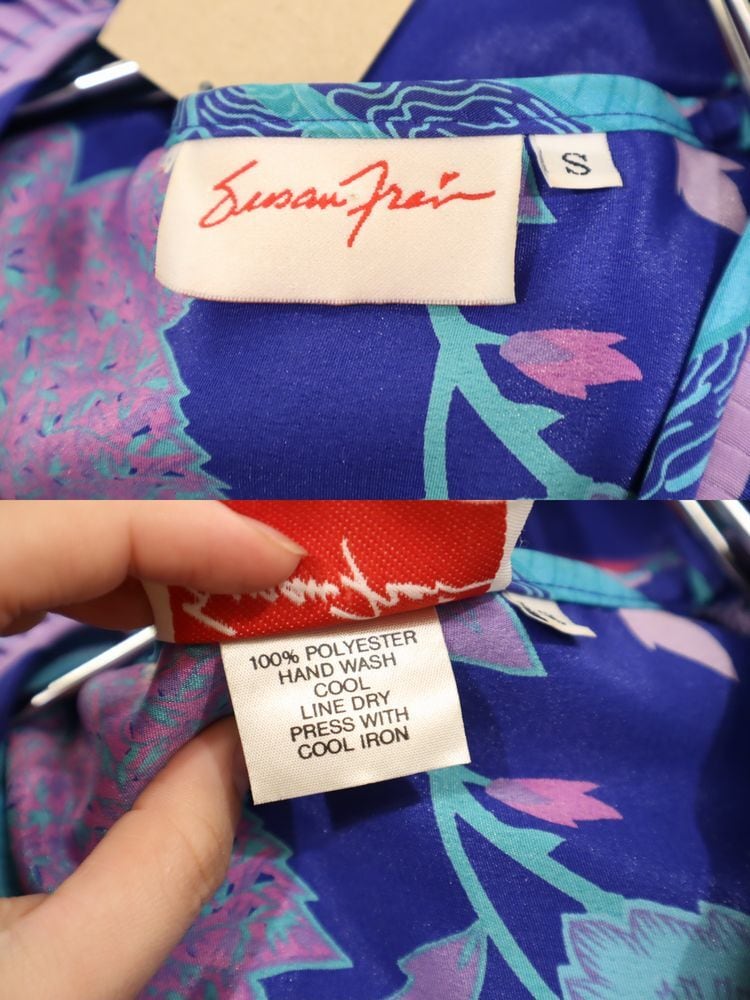 Susan Freis
S
100% POLYESTER
HAND WASH
COOL
LINE DRY
PRESS WITH
COOL IRON